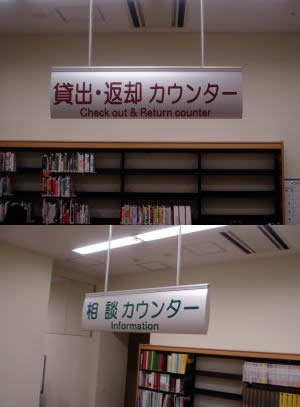 貸出・返却 カウンター
Check out & Return counter
相談 カウンター
Information